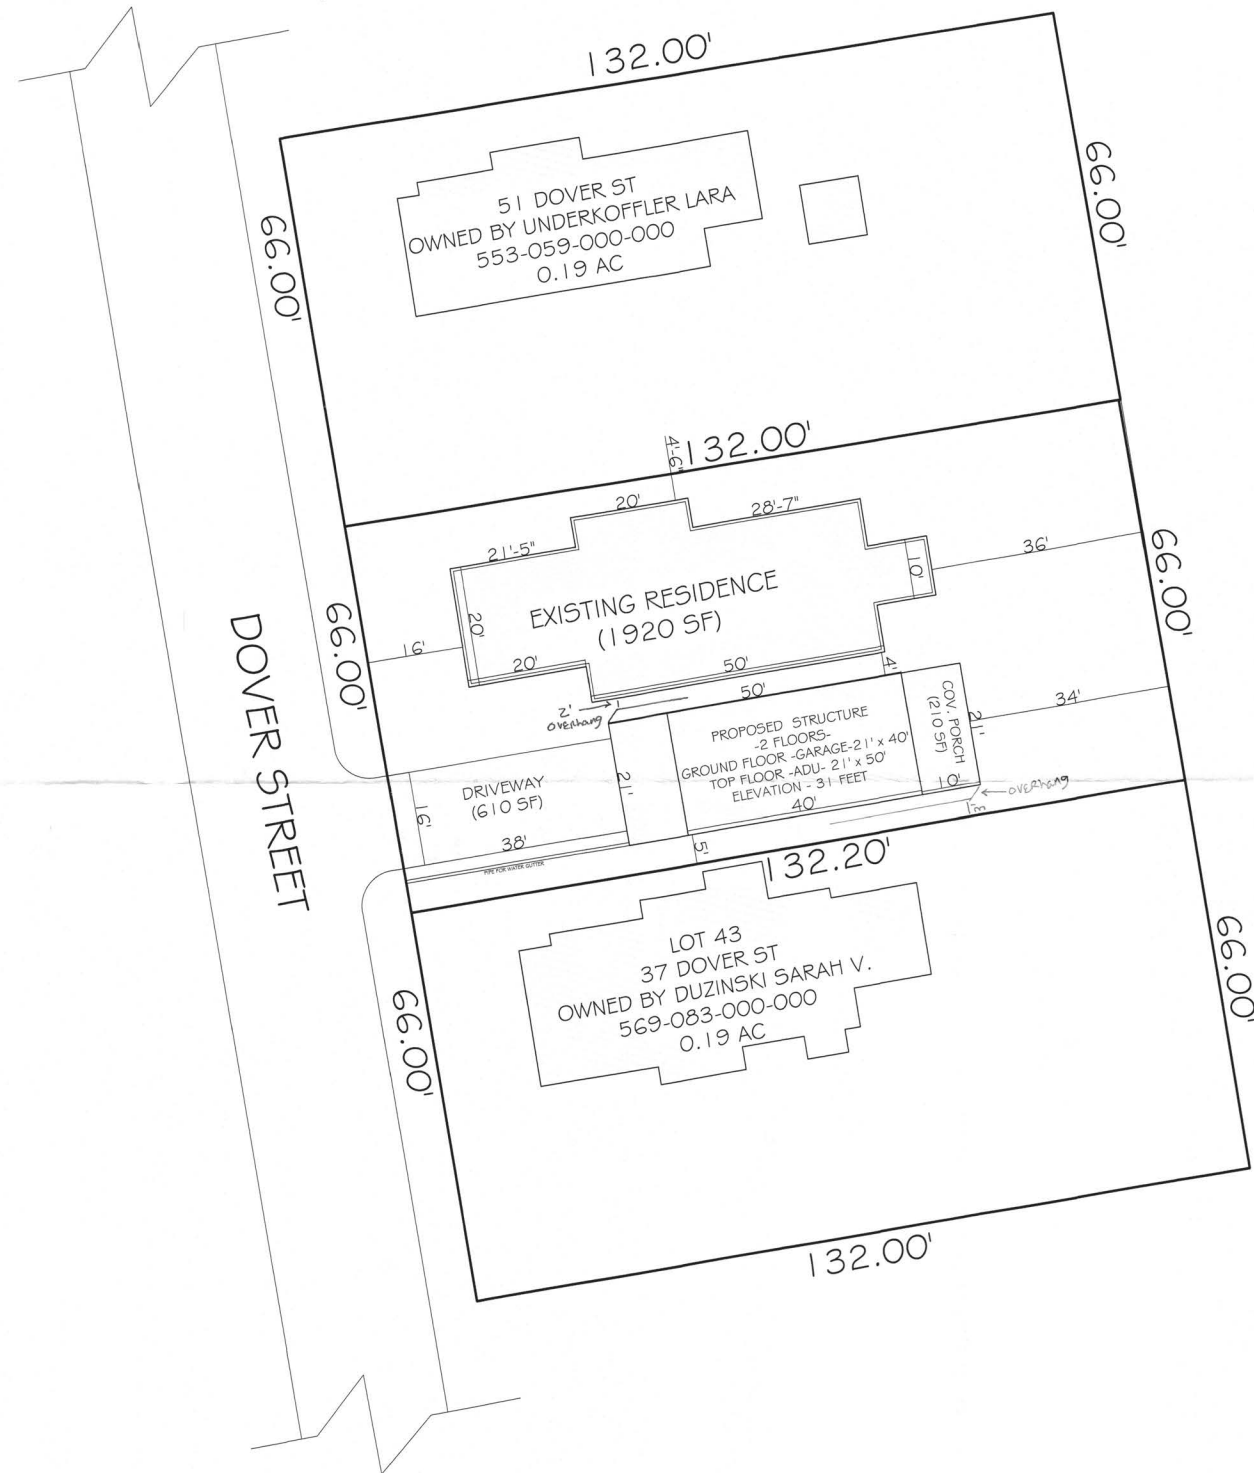 132.00'
66.00'
66.00'
51 DOVER ST
OWNED BY UNDERKOFFLER LARA
553-059-000-000
0.19 AC
132.00'
4'-6"
20'
28'-7"
21'-5"
36'
10'
EXISTING RESIDENCE
(1920 SF)
20'
66.00'
66.00'
16'
20'
50'
4'
DOVER STREET
50'
2'
overhang
COV. PORCH
(210 SF)
21'
34'
PROPOSED STRUCTURE
-2 FLOORS-
GROUND FLOOR -GARAGE-21' x 40'
TOP FLOOR -ADU- 21' x 50'
ELEVATION - 31 FEET
40'
10'
overhang
3'
DRIVEWAY
(610 SF)
21'
16'
38'
PIPE FOR WATER GUTTER
5'
132.20'
LOT 43
37 DOVER ST
OWNED BY DUZINSKI SARAH V.
569-083-000-000
0.19 AC
66.00'
66.00'
132.00'